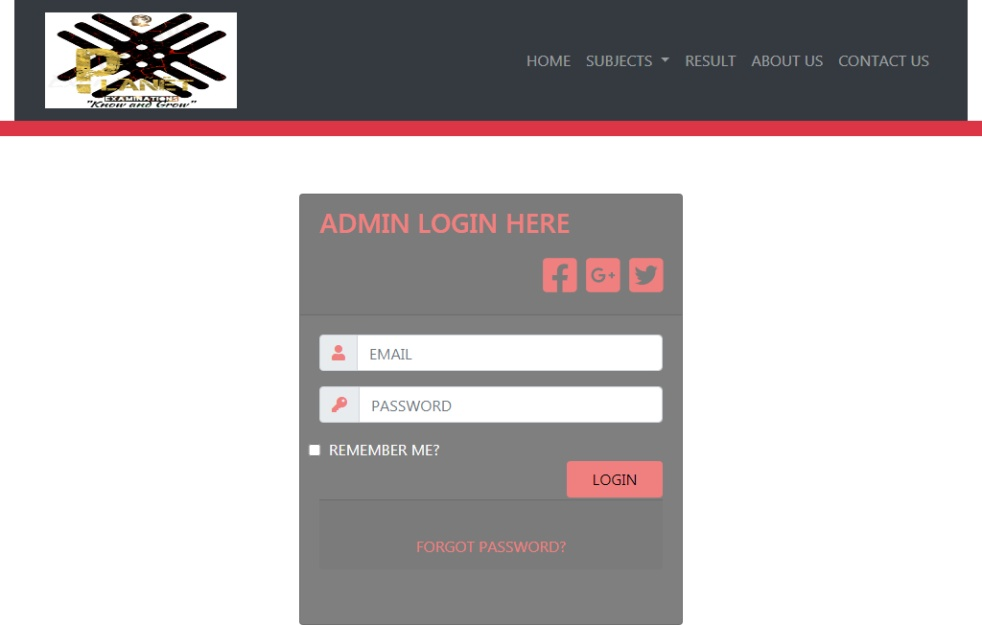 PLANET
EXAMINATIONS
"Know and Grow"
HOME SUBJECTS RESULT ABOUT US CONTACT US
ADMIN LOGIN HERE
EMAIL
PASSWORD
REMEMBER ME?
LOGIN
FORGOT PASSWORD?